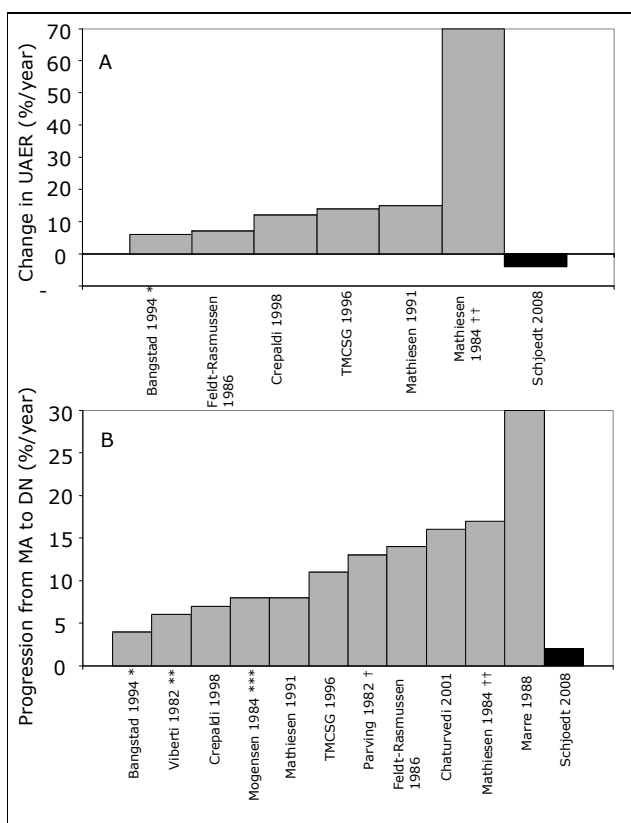 A
Change in UAER (%/year)
70
60
50
40
30
20
10
0
-
Bangstad 1994 *
Feldt-Rasmussen
1986
Crepaldi 1998
TMCSG 1996
Mathiesen 1991
Mathiesen
1984 ††
Schjoedt 2008
B
Progression from MA to DN (%/year)
30
25
20
15
10
5
0
Bangstad 1994 *
Viberti 1982 **
Crepaldi 1998
Mogensen 1984 ***
Mathiesen 1991
TMCSG 1996
Parving 1982 †
Feldt-Rasmussen
1986
Chaturvedi 2001
Mathiesen 1984 ††
Marre 1988
Schjoedt 2008